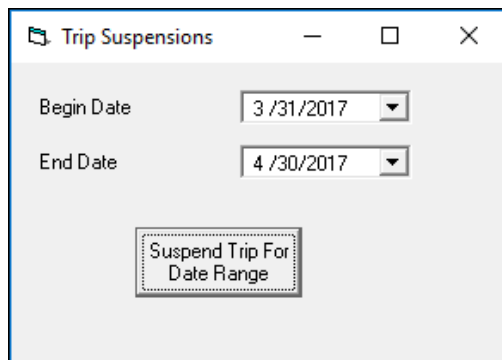 Trip Suspensions
Begin Date 3 /31/2017
End Date 4 /30/2017
Suspend Trip For
Date Range